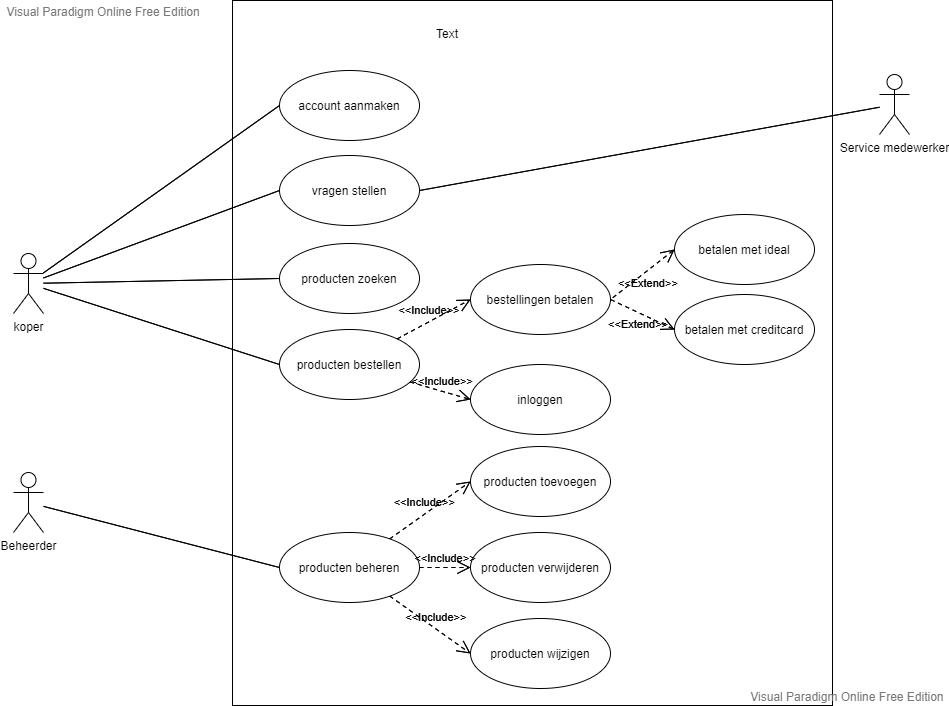 Visual Paradigm Online Free Edition
Text
account aanmaken
Service medewerker
vragen stellen
betalen met ideal
koper
producten zoeken
<<Extend>>
bestellingen betalen
<<Include>>
<<Extend>>
betalen met creditcard
producten bestellen
<<Include>>
inloggen
Beheerder
producten toevoegen
<<Include>>
producten beheren
<<Include>>
producten verwijderen
<<Include>>
producten wijzigen
Visual Paradigm Online Free Edition